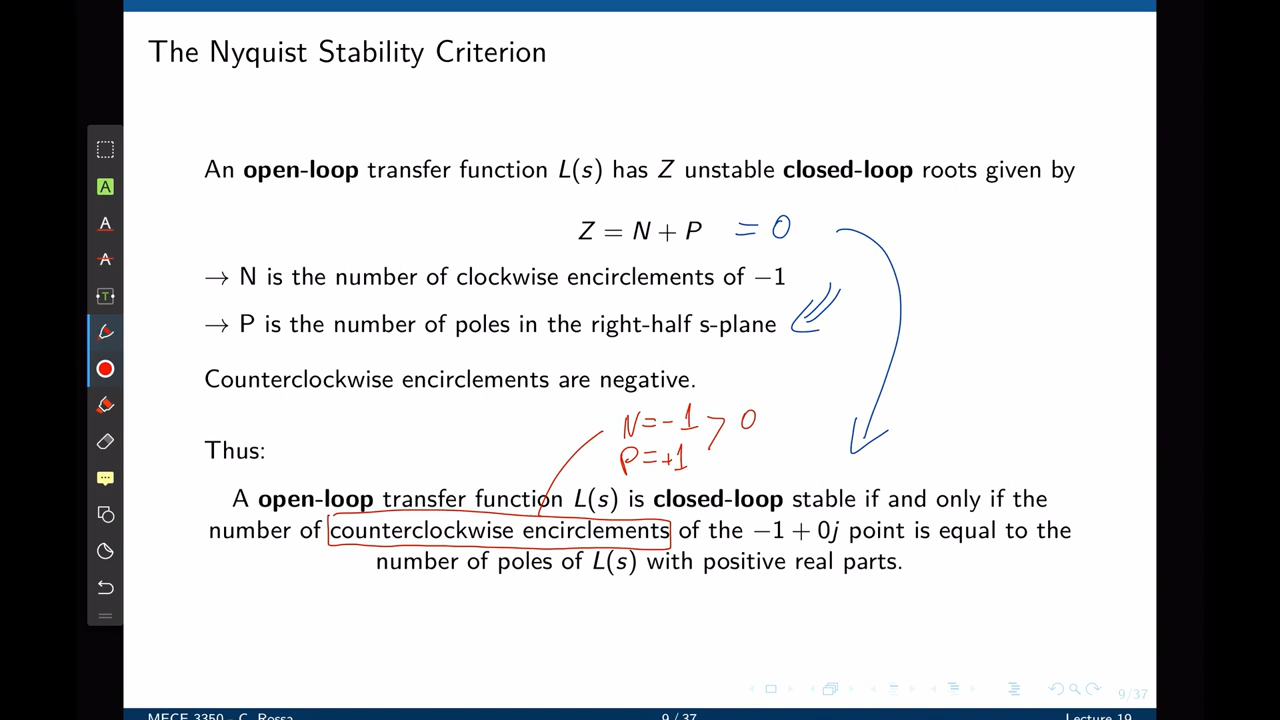 The Nyquist Stability Criterion
An open-loop transfer function L(s) has Z unstable closed-loop roots given by
Z = N + P = 0
→ N is the number of clockwise encirclements of −1
→ P is the number of poles in the right-half s-plane
Counterclockwise encirclements are negative.
N=-1 > 0
P=+1
Thus:
A open-loop transfer function L(s) is closed-loop stable if and only if the
number of counterclockwise encirclements of the −1 + 0j point is equal to the
number of poles of L(s) with positive real parts.
9/37
MECE 3350 - C. Rossa 9 / 37 Lecture 19